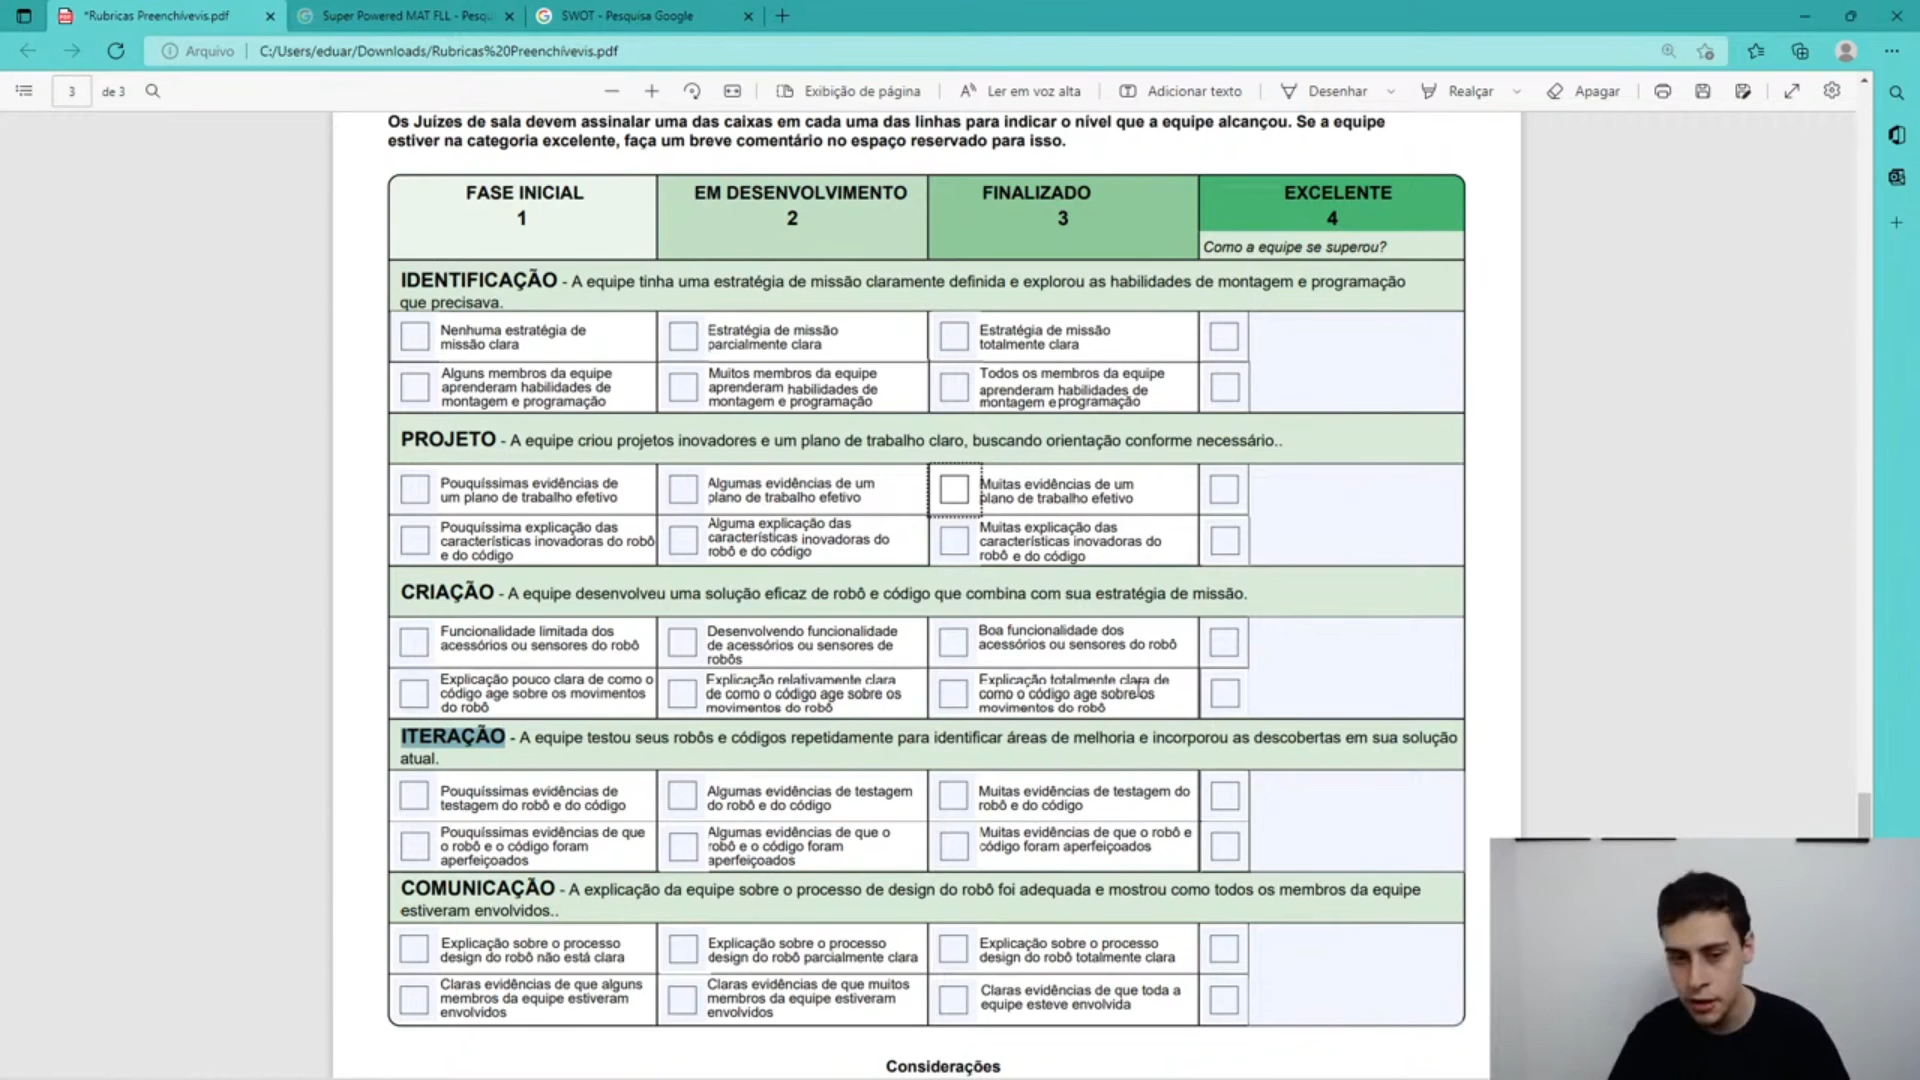 *Rubricas Preenchívevis.pdf
Super Powered MAT FLL - Pesqu
SWOT - Pesquisa Google
Arquivo
C:/Users/eduar/Downloads/Rubricas%20Preenchívevis.pdf
3 de 3
Exibição de página
Ler em voz alta
Adicionar texto
Desenhar
Realçar
Apagar
Os Juízes de sala devem assinalar uma das caixas em cada uma das linhas para indicar o nível que a equipe alcançou. Se a equipe
estiver na categoria excelente, faça um breve comentário no espaço reservado para isso.
FASE INICIAL
1
EM DESENVOLVIMENTO
2
FINALIZADO
3
EXCELENTE
4
Como a equipe se superou?
IDENTIFICAÇÃO - A equipe tinha uma estratégia de missão claramente definida e explorou as habilidades de montagem e programação
que precisava.
Nenhuma estratégia de
missão clara
Estratégia de missão
parcialmente clara
Estratégia de missão
totalmente clara
Alguns membros da equipe
aprenderam habilidades de
montagem e programação
Muitos membros da equipe
aprenderam habilidades de
montagem e programação
Todos os membros da equipe
aprenderam habilidades de
montagem e programação
PROJETO - A equipe criou projetos inovadores e um plano de trabalho claro, buscando orientação conforme necessário..
Pouquíssimas evidências de
um plano de trabalho efetivo
Algumas evidências de um
plano de trabalho efetivo
Muitas evidências de um
plano de trabalho efetivo
Pouquíssima explicação das
características inovadoras do robô
e do código
Alguma explicação das
características inovadoras do
robô e do código
Muitas explicação das
características inovadoras do
robô e do código
CRIAÇÃO - A equipe desenvolveu uma solução eficaz de robô e código que combina com sua estratégia de missão.
Funcionalidade limitada dos
acessórios ou sensores do robô
Desenvolvendo funcionalidade
de acessórios ou sensores de
robôs
Boa funcionalidade dos
acessórios ou sensores do robô
Explicação pouco clara de como o
código age sobre os movimentos
do robô
Explicação relativamente clara
de como o código age sobre os
movimentos do robô
Explicação totalmente clara de
como o código age sobre os
movimentos do robô
ITERAÇÃO - A equipe testou seus robôs e códigos repetidamente para identificar áreas de melhoria e incorporou as descobertas em sua solução
atual.
Pouquíssimas evidências de
testagem do robô e do código
Algumas evidências de testagem
do robô e do código
Muitas evidências de testagem do
robô e do código
Pouquíssimas evidências de que
o robô e o código foram
aperfeiçoados
Algumas evidências de que o
robô e o código foram
aperfeiçoados
Muitas evidências de que o robô e
código foram aperfeiçoados
COMUNICAÇÃO - A explicação da equipe sobre o processo de design do robô foi adequada e mostrou como todos os membros da equipe
estiveram envolvidos..
Explicação sobre o processo
design do robô não está clara
Explicação sobre o processo
design do robô parcialmente clara
Explicação sobre o processo
design do robô totalmente clara
Claras evidências de que alguns
membros da equipe estiveram
envolvidos
Claras evidências de que muitos
membros da equipe estiveram
envolvidos
Claras evidências de que toda a
equipe esteve envolvida
Considerações